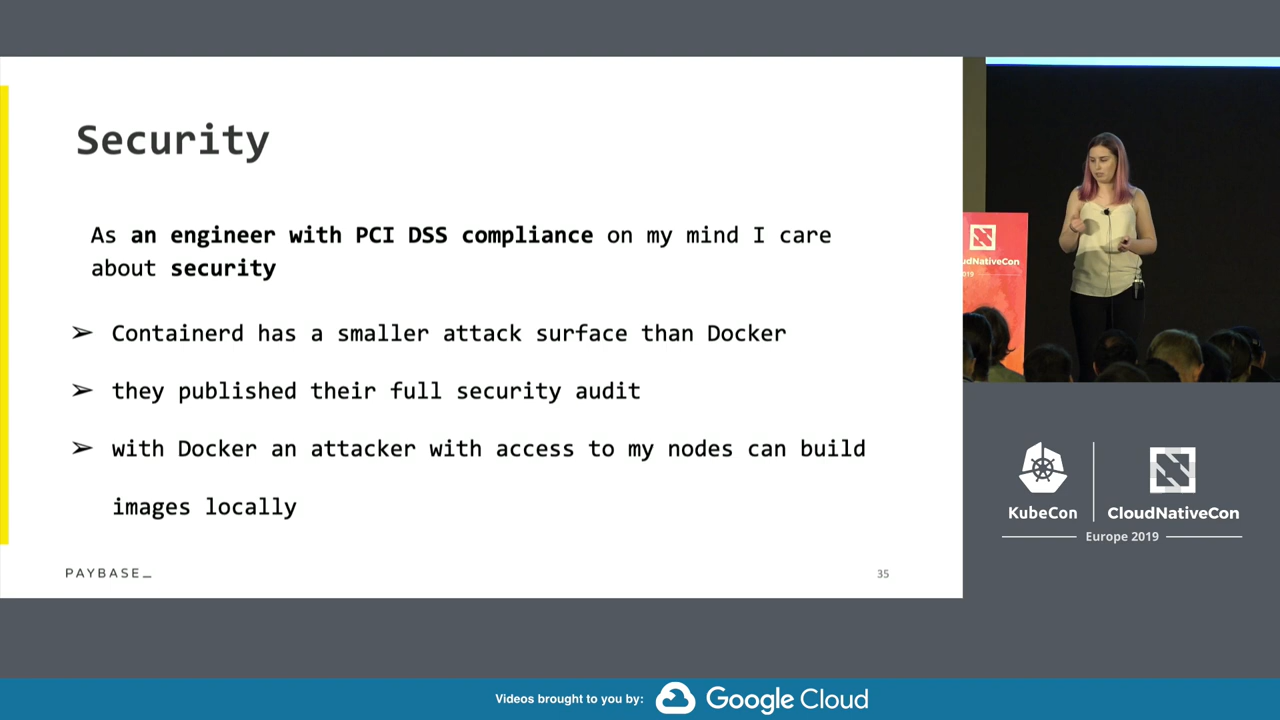 Security
As an engineer with PCI DSS compliance on my mind I care
about security
➢ Containerd has a smaller attack surface than Docker
➢ they published their full security audit
➢ with Docker an attacker with access to my nodes can build
images locally
PAYBASE_
35
udNativeCon
019
KubeCon
CloudNativeCon
Europe 2019
Videos brought to you by:
Google Cloud